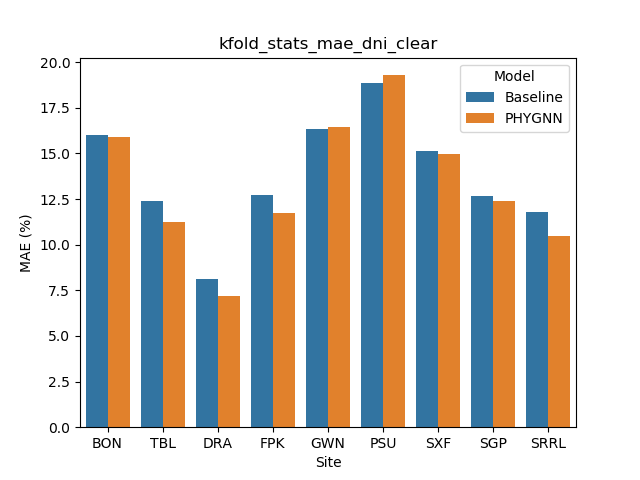 kfold_stats_mae_dni_clear
Model
Baseline
PHYGNN
MAE (%)
20.0
17.5
15.0
12.5
10.0
7.5
5.0
2.5
0.0
BON TBL DRA FPK GWN PSU SXF SGP SRRL
Site